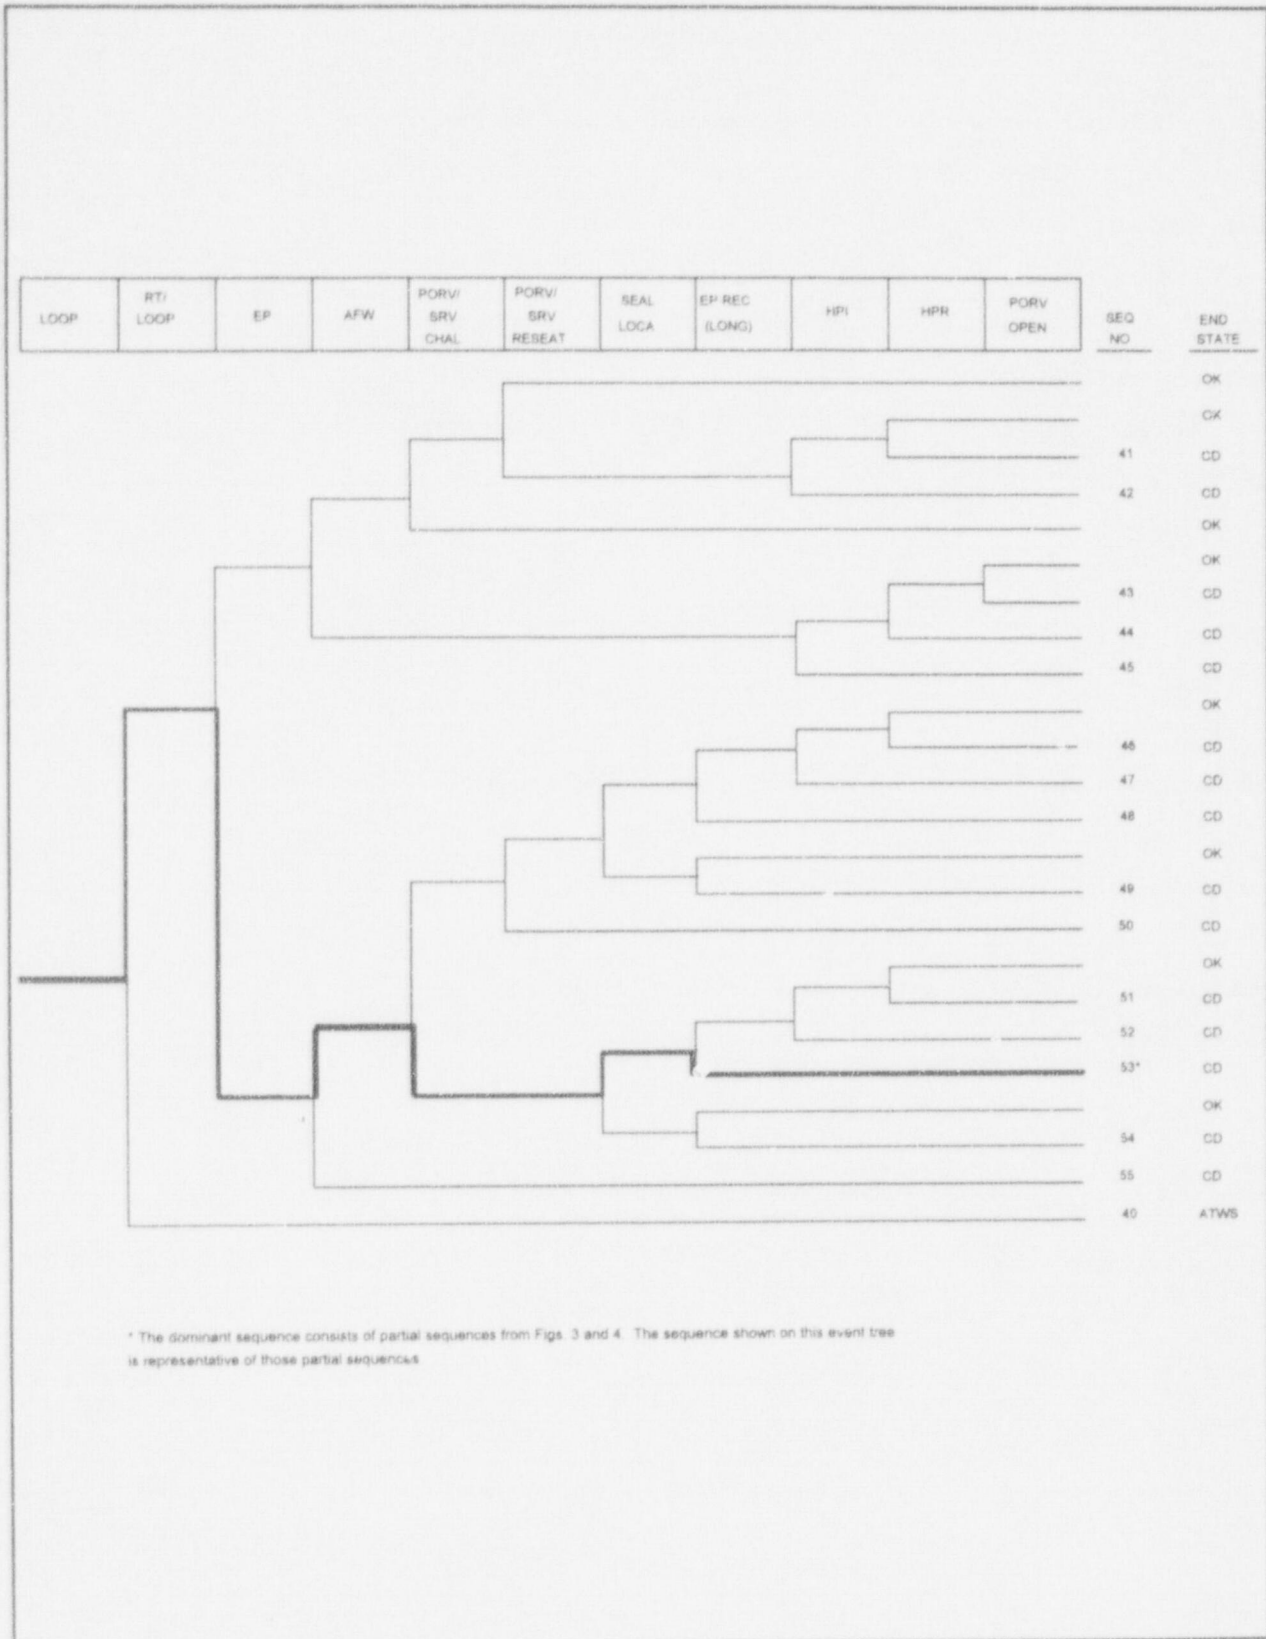 LOOP
RT/
LOOP
EP
AFW
PORV/
SRV
CHAL
PORV/
SRV
RESEAT
SEAL
LOCA
EP REC
(LONG)
HPI
HPR
PORV
OPEN
SEQ
NO
END
STATE
OK
OK
41 CD
42 CD
OK
OK
43 CD
44 CD
45 CD
OK
46 CD
47 CD
48 CD
OK
49 CD
50 CD
OK
51 CD
52 CD
53* CD
OK
54 CD
55 CD
40 ATWS
* The dominant sequence consists of partial sequences from Figs. 3 and 4. The sequence shown on this event tree
is representative of those partial sequences